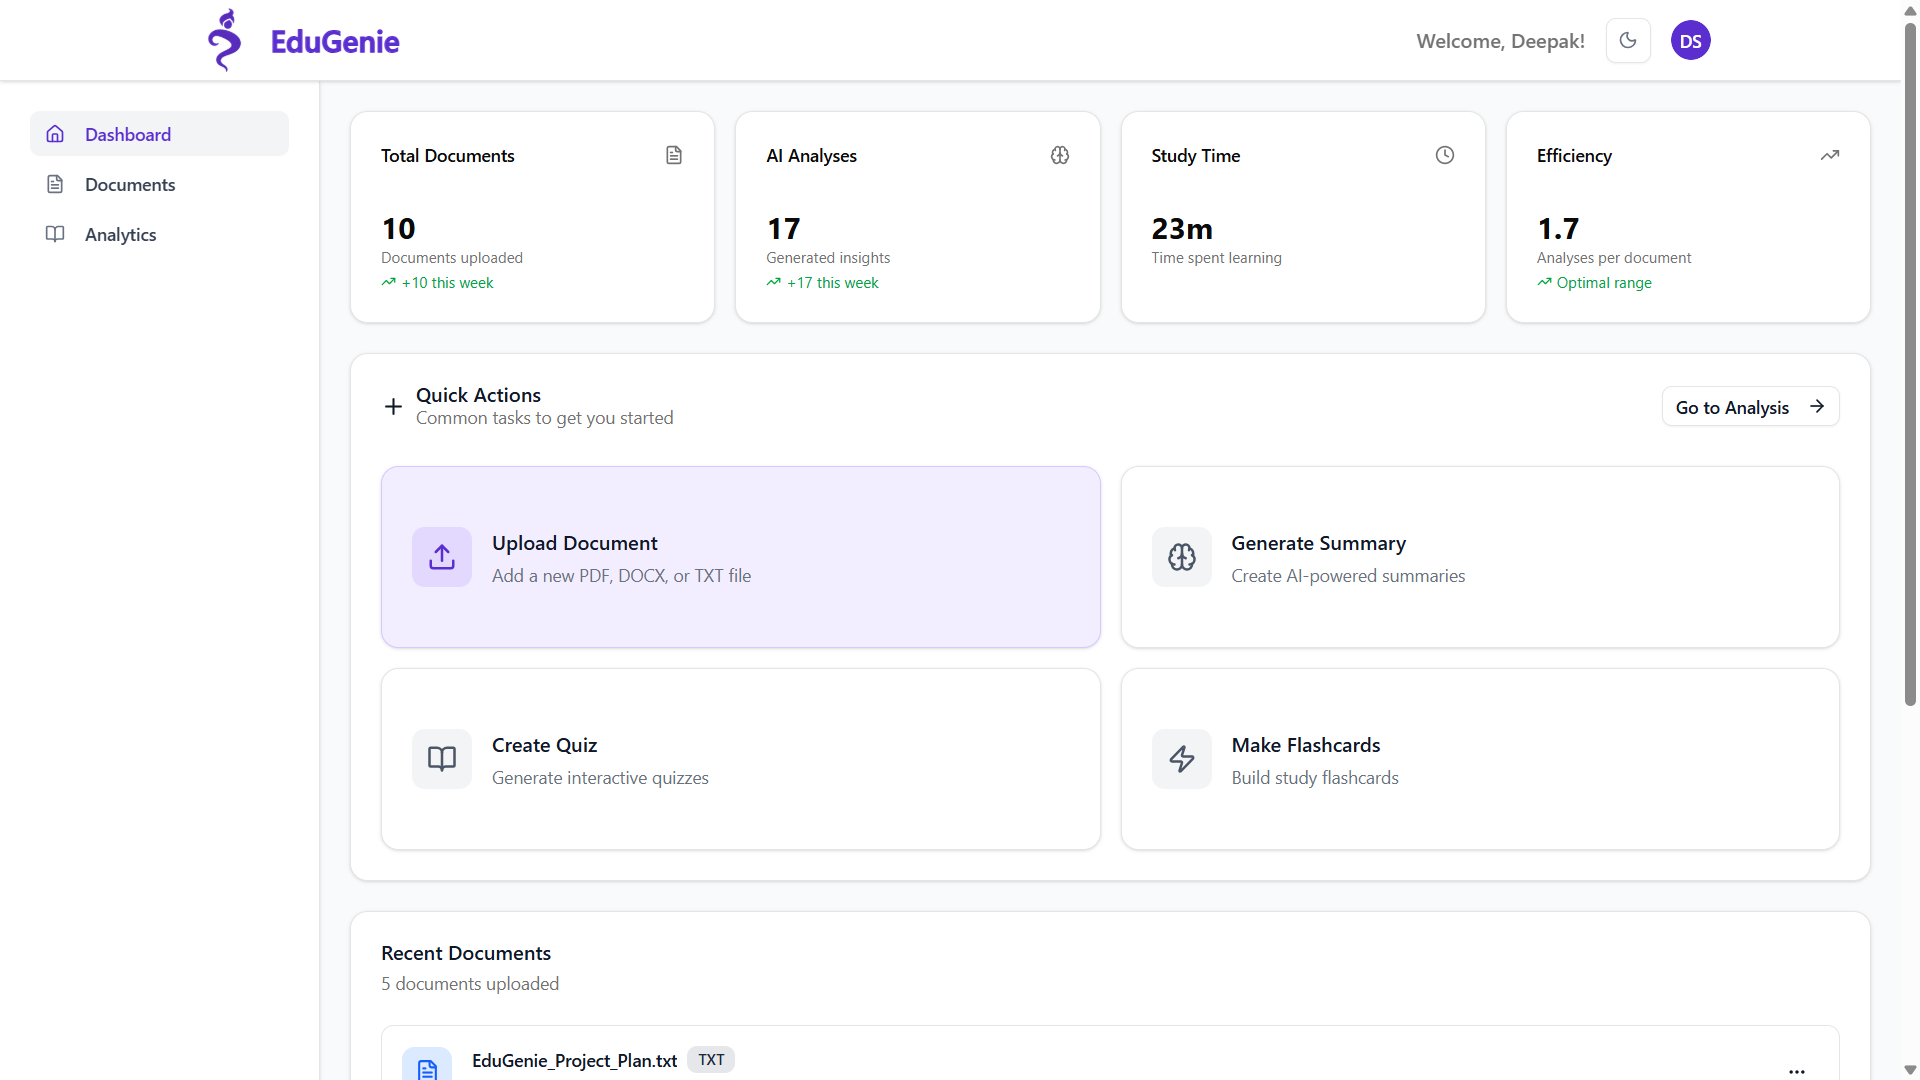 EduGenie
Welcome, Deepak!
DS
Dashboard
Documents
Analytics
Total Documents
10
Documents uploaded
+10 this week
AI Analyses
17
Generated insights
+17 this week
Study Time
23m
Time spent learning
Efficiency
1.7
Analyses per document
Optimal range
Quick Actions
Common tasks to get you started
Go to Analysis
Upload Document
Add a new PDF, DOCX, or TXT file
Generate Summary
Create AI-powered summaries
Create Quiz
Generate interactive quizzes
Make Flashcards
Build study flashcards
Recent Documents
5 documents uploaded
EduGenie_Project_Plan.txt TXT